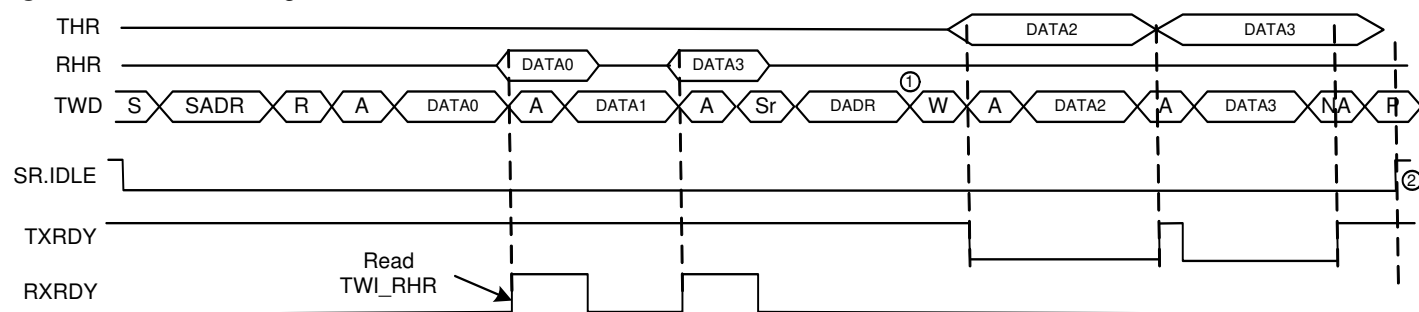 THR DATA2 DATA3
RHR DATA0 DATA3
①
TWD S SADR R A DATA0 A DATA1 A Sr DADR W A DATA2 A DATA3 NA P
SR.IDLE ②
TXRDY
Read
TWI_RHR
RXRDY